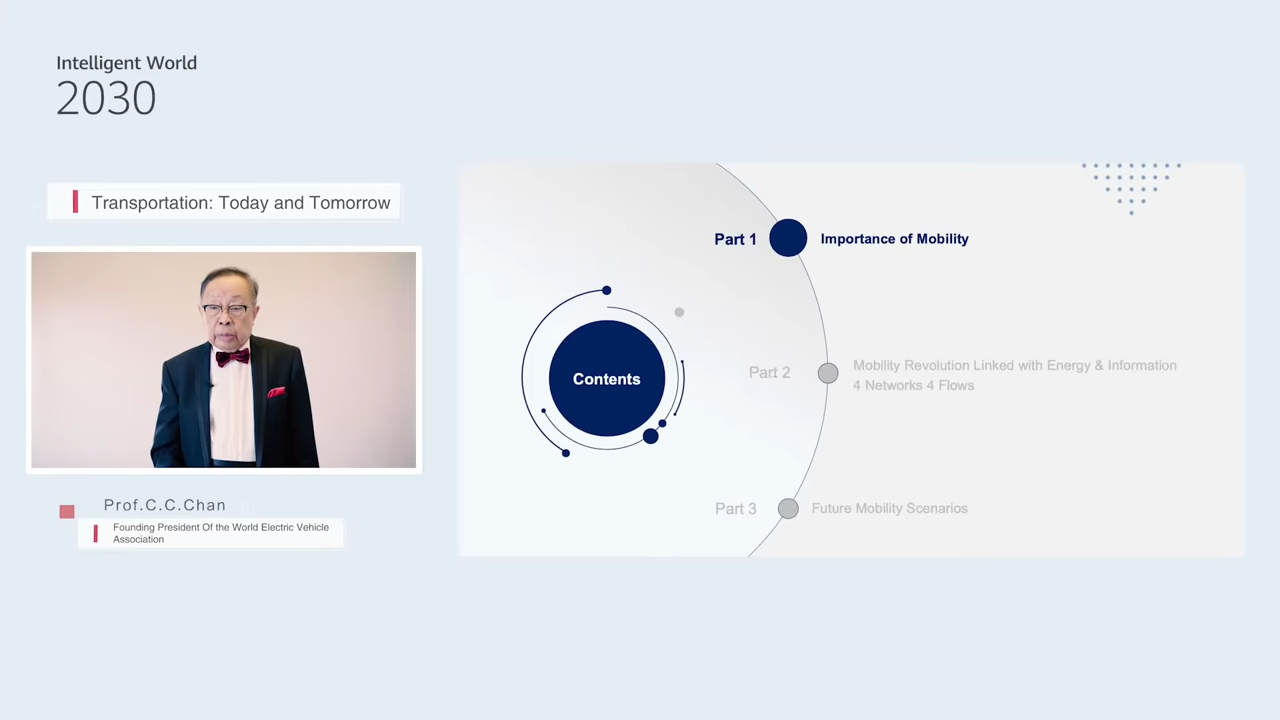 Intelligent World
2030
Transportation: Today and Tomorrow
Prof.C.C.Chan
Founding President Of the World Electric Vehicle
Association
Contents
Part 1
Importance of Mobility
Part 2
Mobility Revolution Linked with Energy & Information
4 Networks 4 Flows
Part 3
Future Mobility Scenarios